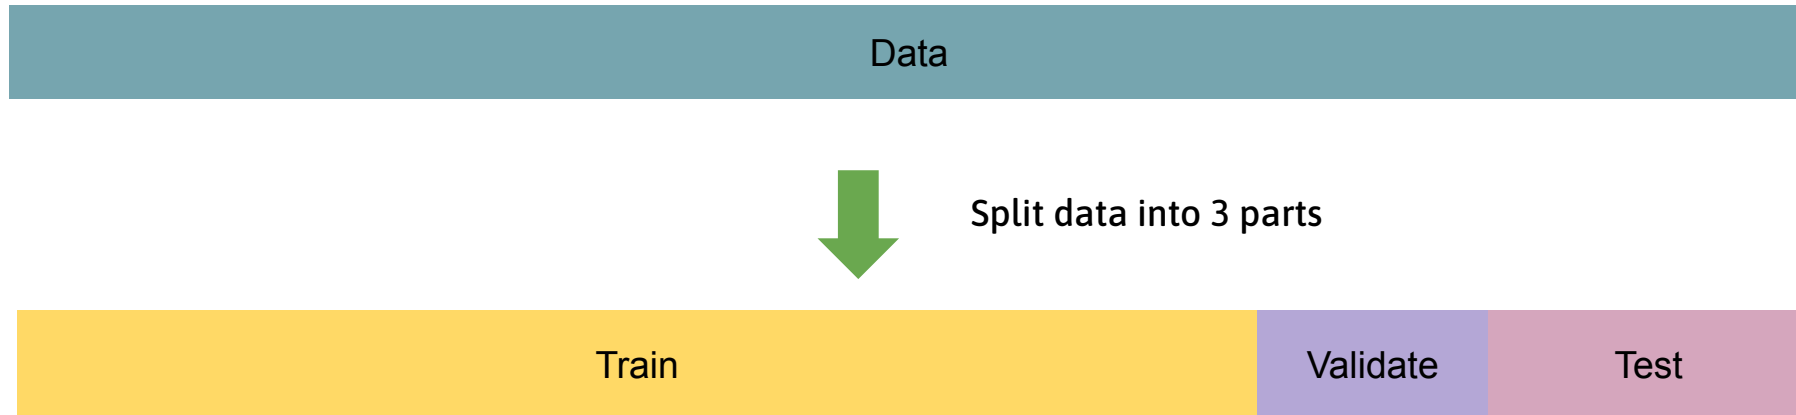 Data
Split data into 3 parts
Train
Validate
Test